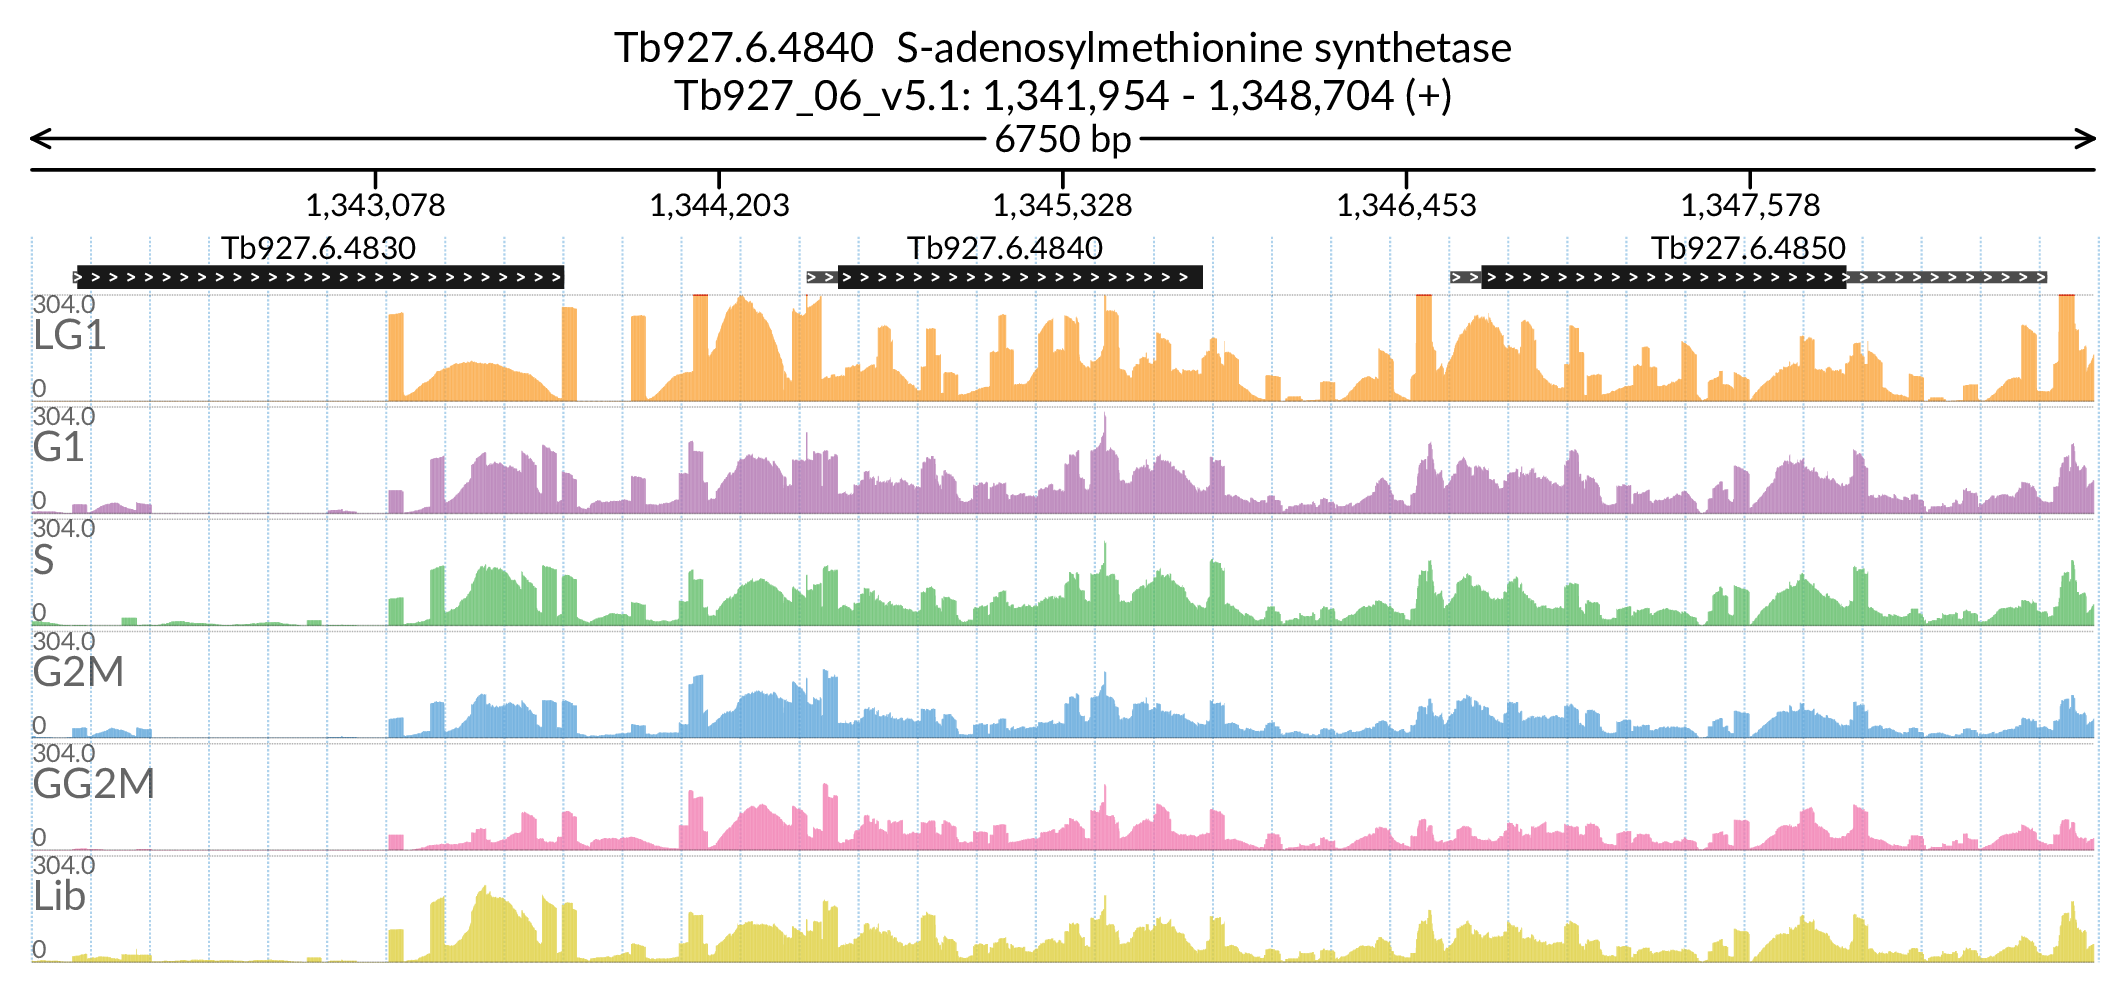 Tb927.6.4840 S-adenosylmethionine synthetase
Tb927_06_v5.1: 1,341,954 - 1,348,704 (+)
6750 bp
1,343,078 1,344,203 1,345,328 1,346,453 1,347,578
Tb927.6.4830 Tb927.6.4840 Tb927.6.4850
304.0
LG1
0
304.0
G1
0
304.0
S
0
304.0
G2M
0
304.0
GG2M
0
304.0
Lib
0